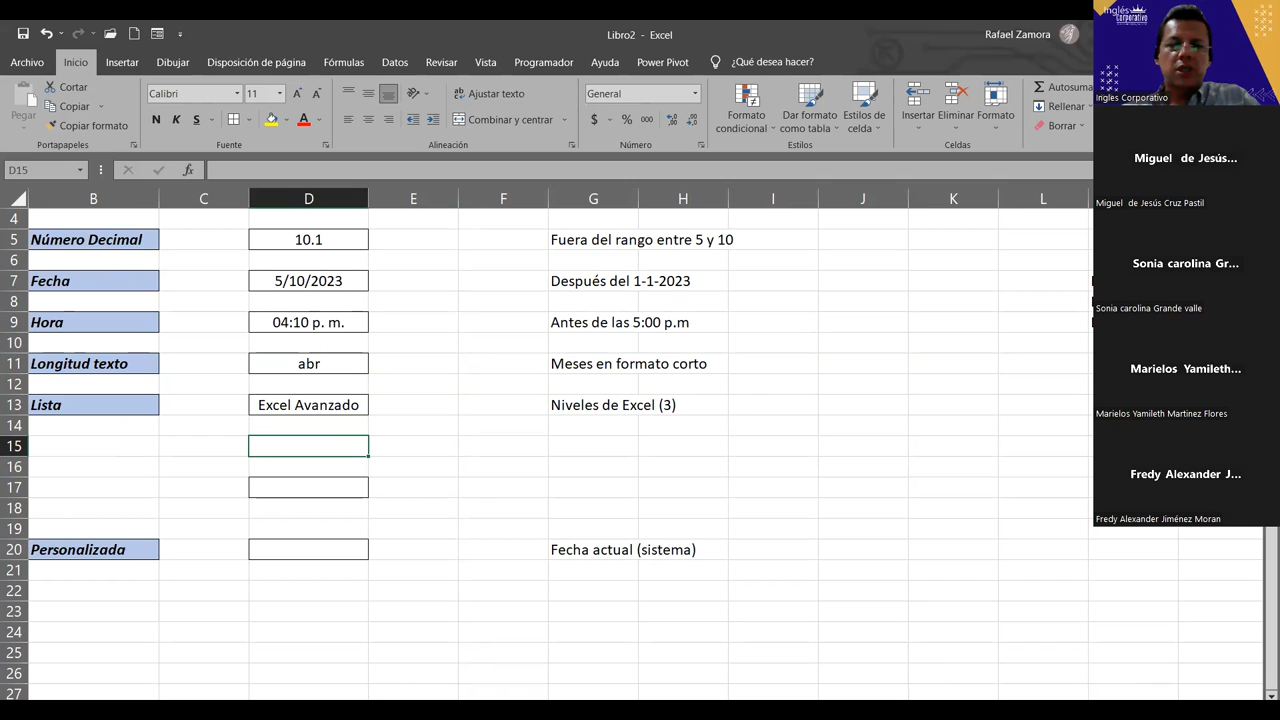 Libro2 - Excel
Rafael Zamora
Archivo Inicio Insertar Dibujar Disposición de página Fórmulas Datos Revisar Vista Programador Ayuda Power Pivot ¿Qué desea hacer?
Pegar
Cortar
Copiar
Copiar formato
Portapapeles
Calibri 11
N K S
Fuente
Ajustar texto
Combinar y centrar
Alineación
General
$ % 000
Número
Formato condicional
Dar formato como tabla
Estilos de celda
Estilos
Insertar Eliminar Formato
Celdas
Autosuma
Rellenar
Borrar
D15
fx
B C D E F G H I J K L
4
5 Número Decimal 10.1 Fuera del rango entre 5 y 10
6
7 Fecha 5/10/2023 Después del 1-1-2023
8
9 Hora 04:10 p. m. Antes de las 5:00 p.m
10
11 Longitud texto abr Meses en formato corto
12
13 Lista Excel Avanzado Niveles de Excel (3)
14
15
16
17
18
19
20 Personalizada Fecha actual (sistema)
21
22
23
24
25
26
27
Inglés
Corporativo
Ingles Corporativo
Miguel de Jesús...
Miguel de Jesús Cruz Pastil
Sonia carolina Gr...
Sonia carolina Grande valle
Marielos Yamileth...
Marielos Yamileth Martinez Flores
Fredy Alexander J...
Fredy Alexander Jiménez Moran